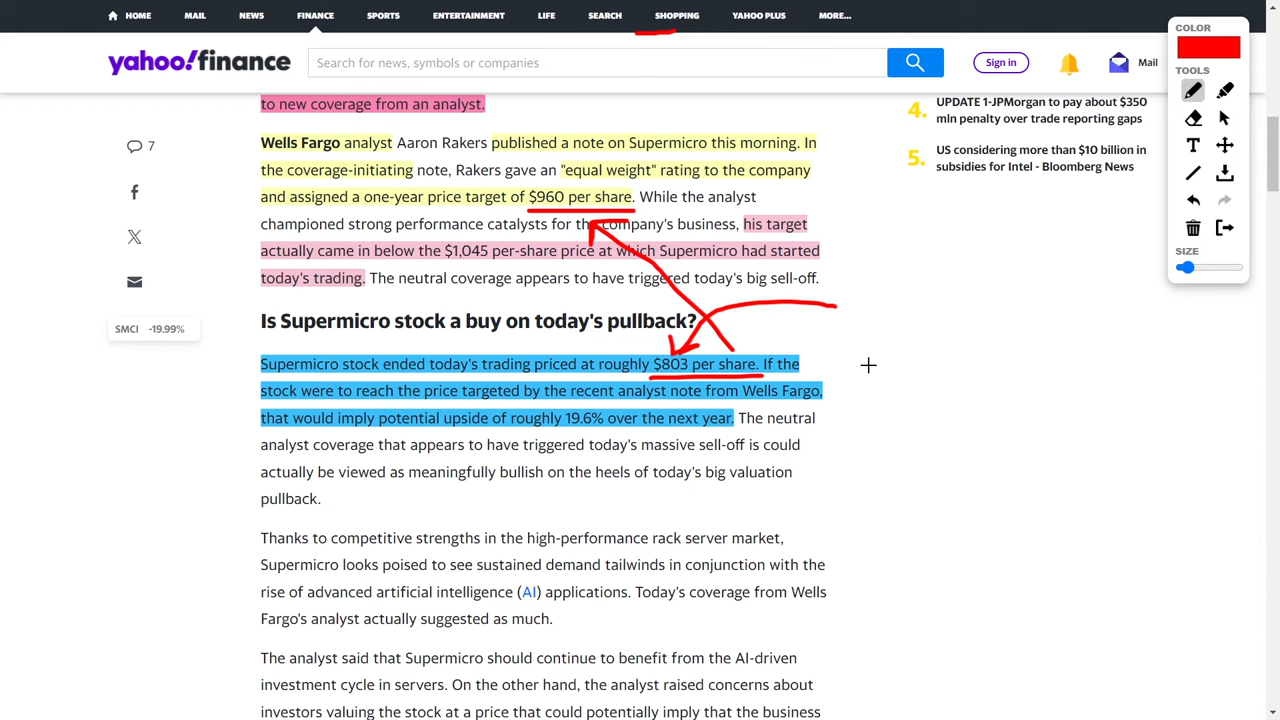 HOME MAIL NEWS FINANCE SPORTS ENTERTAINMENT LIFE SEARCH SHOPPING YAHOO PLUS MORE...
yahoo!finance
Search for news, symbols or companies
Sign in
Mail
COLOR
TOOLS
T
SIZE
to new coverage from an analyst.
7
Wells Fargo analyst Aaron Rakers published a note on Supermicro this morning. In
the coverage-initiating note, Rakers gave an "equal weight" rating to the company
and assigned a one-year price target of $960 per share. While the analyst
championed strong performance catalysts for the company's business, his target
actually came in below the $1,045 per-share price at which Supermicro had started
today's trading. The neutral coverage appears to have triggered today's big sell-off.
SMCI -19.99%
Is Supermicro stock a buy on today's pullback?
Supermicro stock ended today's trading priced at roughly $803 per share. If the
stock were to reach the price targeted by the recent analyst note from Wells Fargo,
that would imply potential upside of roughly 19.6% over the next year. The neutral
analyst coverage that appears to have triggered today's massive sell-off is could
actually be viewed as meaningfully bullish on the heels of today's big valuation
pullback.
Thanks to competitive strengths in the high-performance rack server market,
Supermicro looks poised to see sustained demand tailwinds in conjunction with the
rise of advanced artificial intelligence (AI) applications. Today's coverage from Wells
Fargo's analyst actually suggested as much.
The analyst said that Supermicro should continue to benefit from the AI-driven
investment cycle in servers. On the other hand, the analyst raised concerns about
investors valuing the stock at a price that could potentially imply that the business
4. UPDATE 1-JPMorgan to pay about $350
mln penalty over trade reporting gaps
5. US considering more than $10 billion in
subsidies for Intel - Bloomberg News